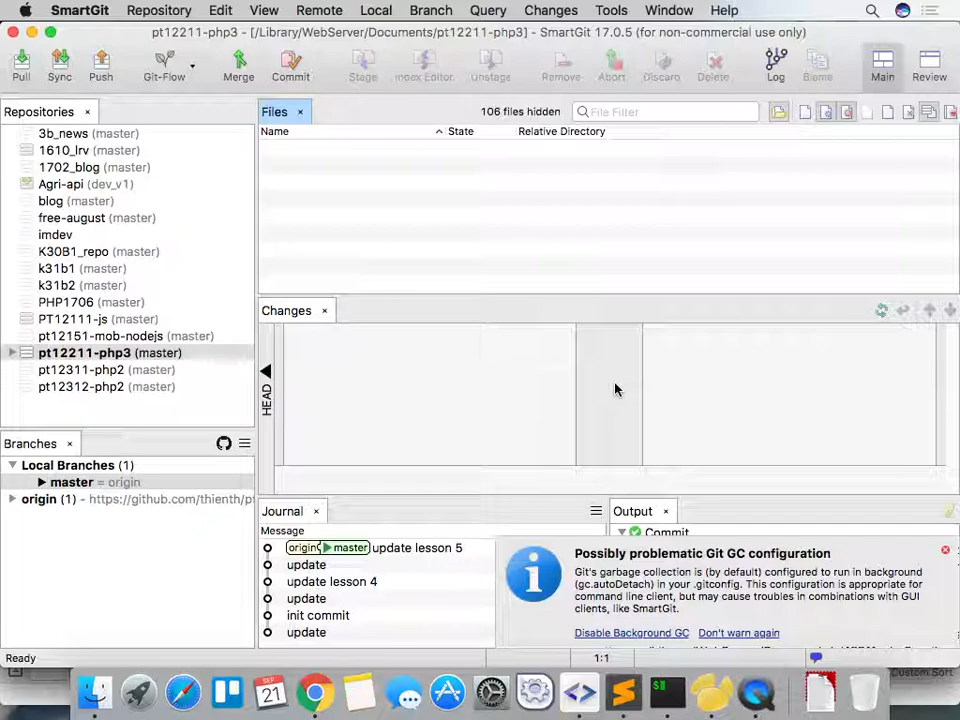 SmartGit Repository Edit View Remote Local Branch Query Changes Tools Window Help
pt12211-php3 - [/Library/WebServer/Documents/pt12211-php3] - SmartGit 17.0.5 (for non-commercial use only)
Pull Sync Push Git-Flow Merge Commit Stage Index Editor Unstage Remove Abort Discard Delete Log Blame Main Review
Repositories
Files
106 files hidden
File Filter
Name State Relative Directory
3b_news (master)
1610_lrv (master)
1702_blog (master)
Agri-api (dev_v1)
blog (master)
free-august (master)
imdev
K30B1_repo (master)
k31b1 (master)
k31b2 (master)
PHP1706 (master)
PT12111-js (master)
pt12151-mob-nodejs (master)
pt12211-php3 (master)
pt12311-php2 (master)
pt12312-php2 (master)
Changes
HEAD
Branches
Local Branches (1)
master = origin
origin (1) - https://github.com/thienth/pt
Journal
Message
origin master update lesson 5
update
update lesson 4
update
init commit
update
Output
Commit
Possibly problematic Git GC configuration
Git's garbage collection is (by default) configured to run in background
(gc.autoDetach) in your .gitconfig. This configuration is appropriate for
command line client, but may cause troubles in combinations with GUI
clients, like SmartGit.
Disable Background GC Don't warn again
Ready
1:1
Custom Sort
SEP
21